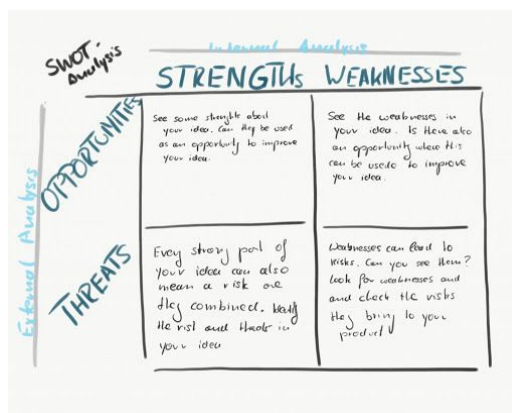 SWOT-
Analysis
Internal Analysis
STRENGTHS WEAKNESSES
External Analysis
OPPORTUNITIES
See some strengths about
your idea. Can they be used
as an opportunity to improve
your idea.
See the weaknesses in
your idea. Is there also
an opportunity where this
can be used to improve
your idea.
THREATS
Every strong part of
your idea can also
mean a risk are
they combined.
the risk and threats in
your idea
Weaknesses can lead to
risks. Can you see them?
look for weaknesses and
and check the risks
they bring to your
product